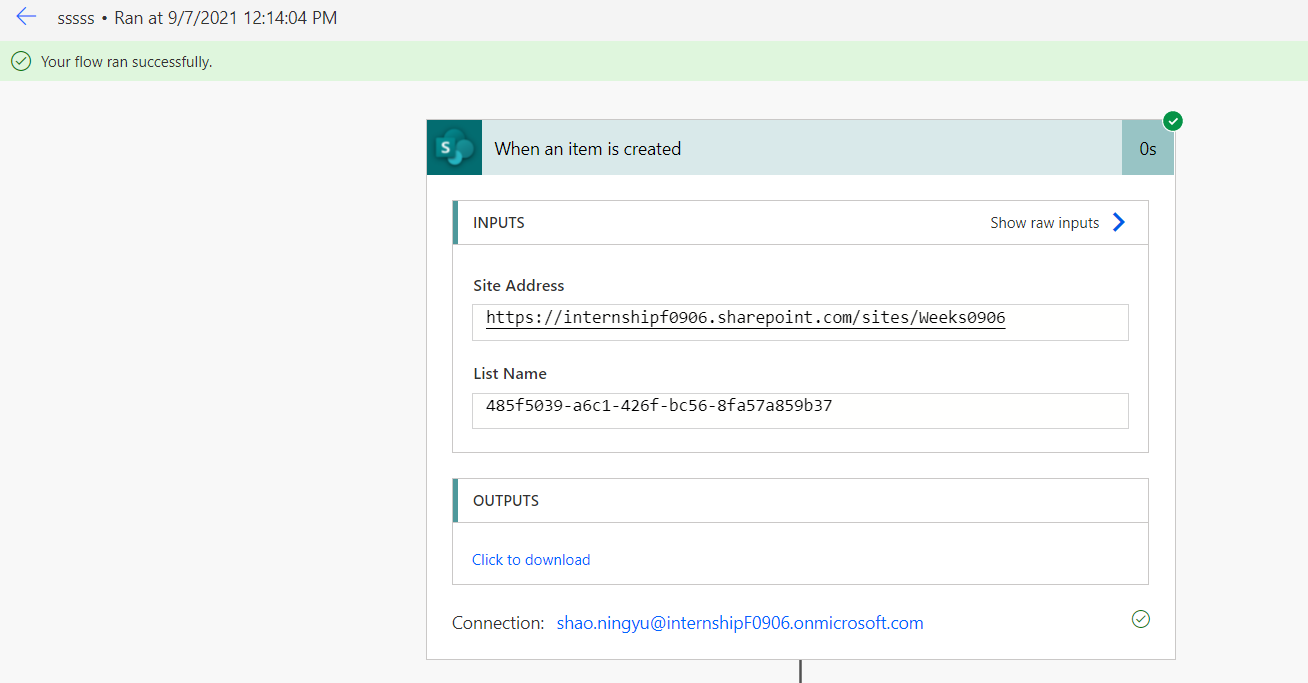 sssss • Ran at 9/7/2021 12:14:04 PM
Your flow ran successfully.
S
When an item is created
0s
INPUTS
Show raw inputs
Site Address
https://internshipf0906.sharepoint.com/sites/Weeks0906
List Name
485f5039-a6c1-426f-bc56-8fa57a859b37
OUTPUTS
Click to download
Connection: shao.ningyu@internshipF0906.onmicrosoft.com